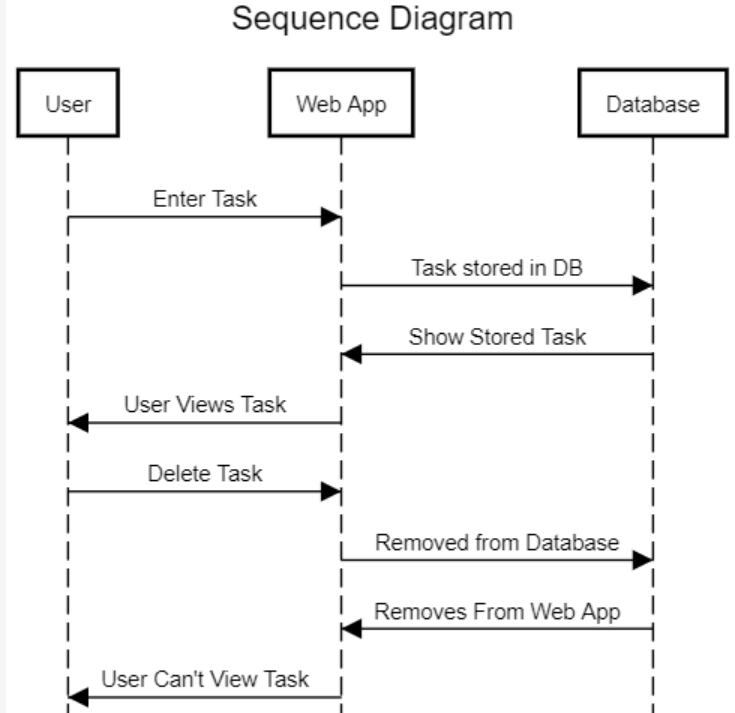 Sequence Diagram
User
Web App
Database
Enter Task
Task stored in DB
Show Stored Task
User Views Task
Delete Task
Removed from Database
Removes From Web App
User Can't View Task